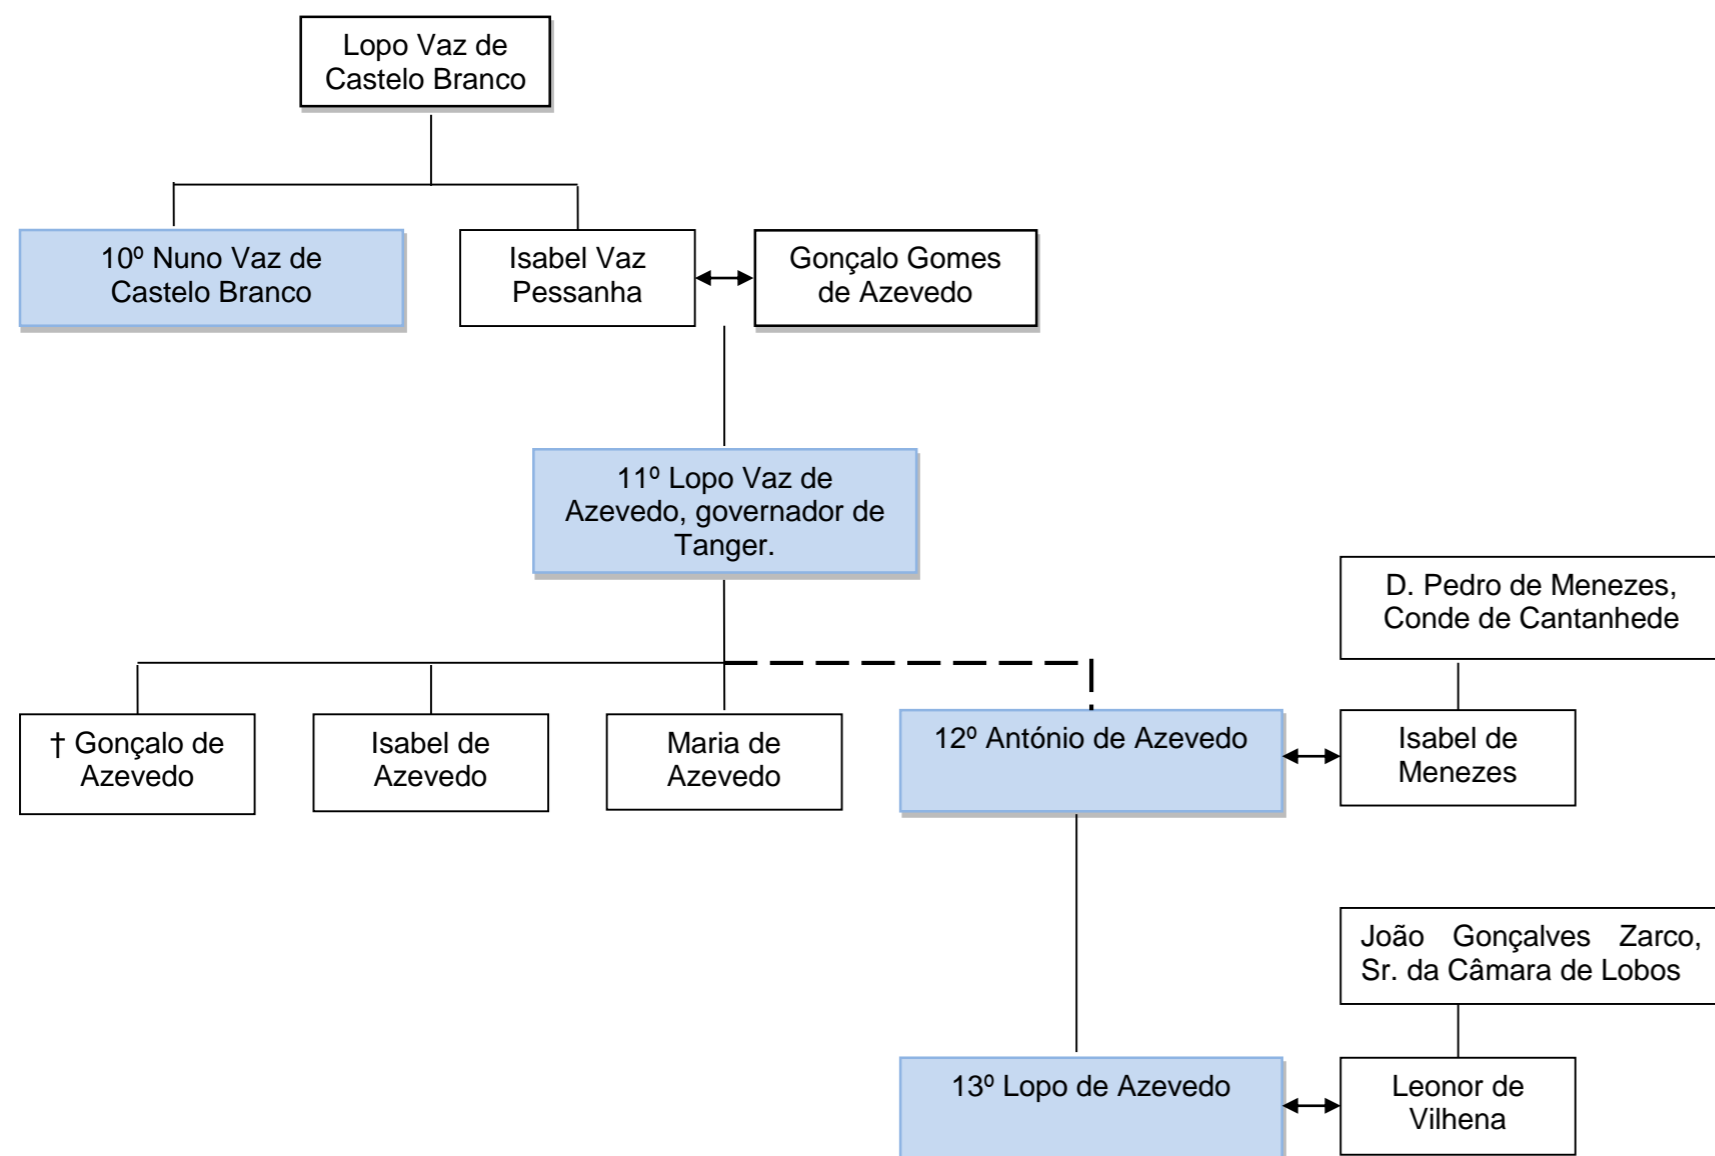 Lopo Vaz de
Castelo Branco
10º Nuno Vaz de
Castelo Branco
Isabel Vaz
Pessanha
Gonçalo Gomes
de Azevedo
11º Lopo Vaz de
Azevedo, governador de
Tanger.
D. Pedro de Menezes,
Conde de Cantanhede
† Gonçalo de
Azevedo
Isabel de
Azevedo
Maria de
Azevedo
12º António de Azevedo
Isabel de
Menezes
João Gonçalves Zarco,
Sr. da Câmara de Lobos
13º Lopo de Azevedo
Leonor de
Vilhena